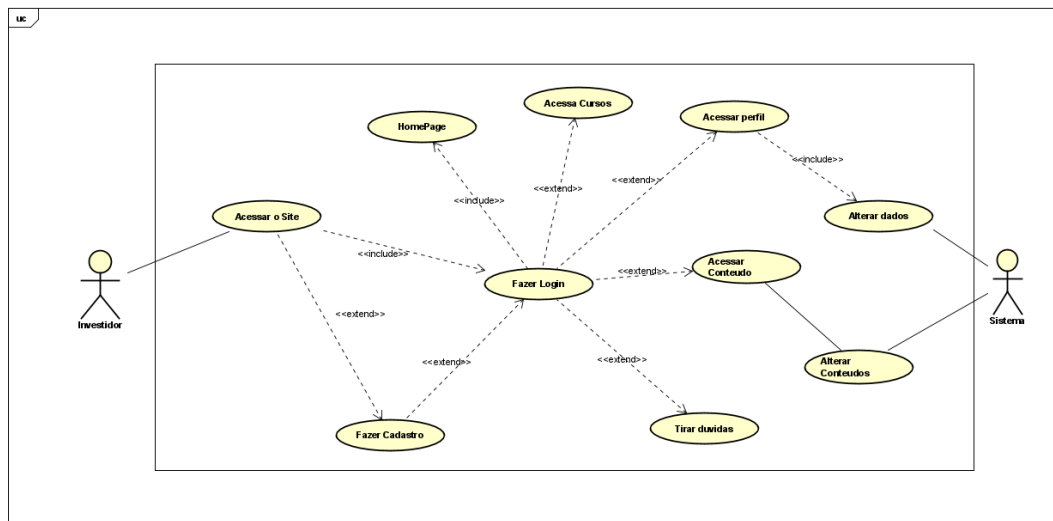 uc
Acessa Cursos
HomePage
Acessar perfil
<<include>>
<<extend>>
<<extend>>
<<include>>
Acessar o Site
Alterar dados
<<include>>
Acessar
Conteudo
<<extend>>
Fazer Login
Investidor
Sistema
<<extend>>
<<extend>>
<<extend>>
Alterar
Conteudos
Fazer Cadastro
Tirar duvidas